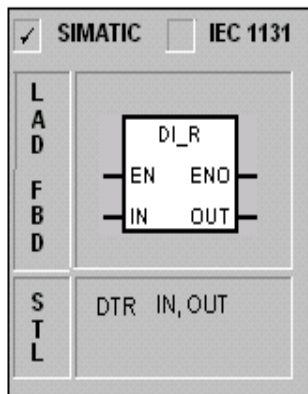 ✓ SIMATIC IEC 1131
LAD
FBD
DI_R
EN ENO
IN OUT
STL
DTR IN, OUT